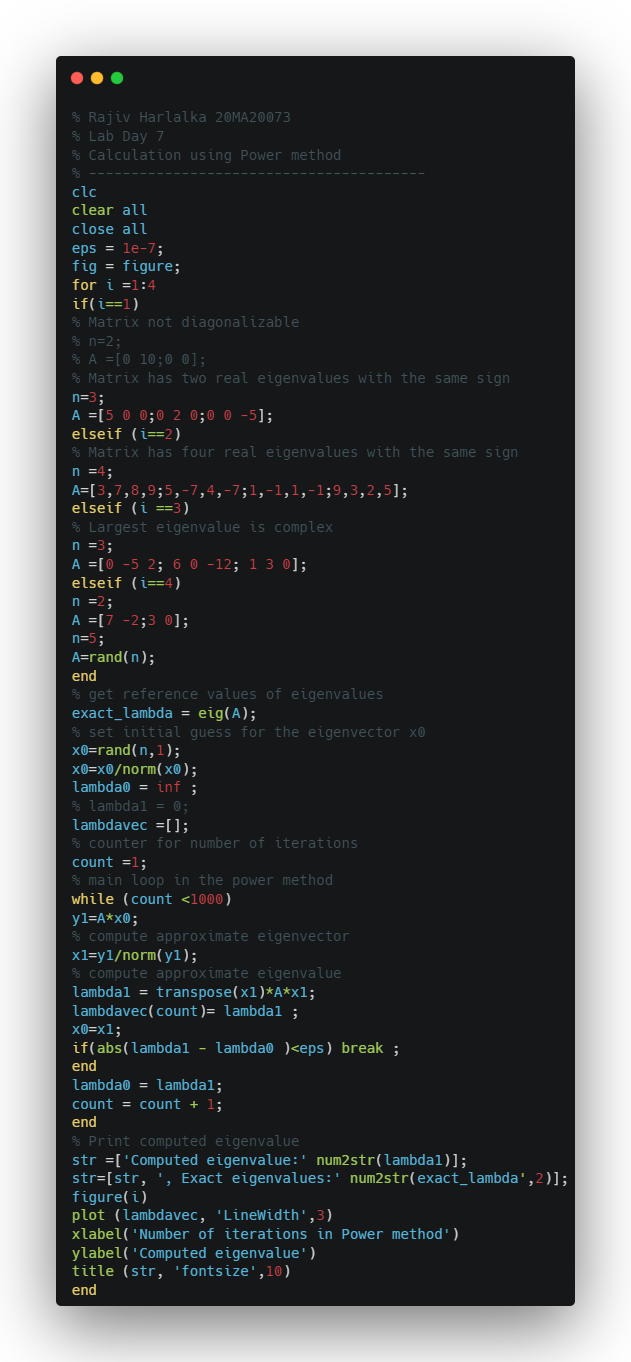 % Rajiv Harlalka 20MA20073
% Lab Day 7
% Calculation using Power method
% ----------------------------------------
clc
clear all
close all
eps = 1e-7;
fig = figure;
for i =1:4
if(i==1)
% Matrix not diagonalizable
% n=2;
% A =[0 10;0 0];
% Matrix has two real eigenvalues with the same sign
n=3;
A =[5 0 0;0 2 0;0 0 -5];
elseif (i==2)
% Matrix has four real eigenvalues with the same sign
n =4;
A=[3,7,8,9;5,-7,4,-7;1,-1,1,-1;9,3,2,5];
elseif (i ==3)
% Largest eigenvalue is complex
n =3;
A =[0 -5 2; 6 0 -12; 1 3 0];
elseif (i==4)
n =2;
A =[7 -2;3 0];
n=5;
A=rand(n);
end
% get reference values of eigenvalues
exact_lambda = eig(A);
% set initial guess for the eigenvector x0
x0=rand(n,1);
x0=x0/norm(x0);
lambda0 = inf ;
% lambda1 = 0;
lambdavec =[];
% counter for number of iterations
count =1;
% main loop in the power method
while (count <1000)
y1=A*x0;
% compute approximate eigenvector
x1=y1/norm(y1);
% compute approximate eigenvalue
lambda1 = transpose(x1)*A*x1;
lambdavec(count)= lambda1 ;
x0=x1;
if(abs(lambda1 - lambda0 )<eps) break ;
end
lambda0 = lambda1;
count = count + 1;
end
% Print computed eigenvalue
str =['Computed eigenvalue:' num2str(lambda1)];
str=[str, ', Exact eigenvalues:' num2str(exact_lambda',2)];
figure(i)
plot (lambdavec, 'LineWidth',3)
xlabel('Number of iterations in Power method')
ylabel('Computed eigenvalue')
title (str, 'fontsize',10)
end